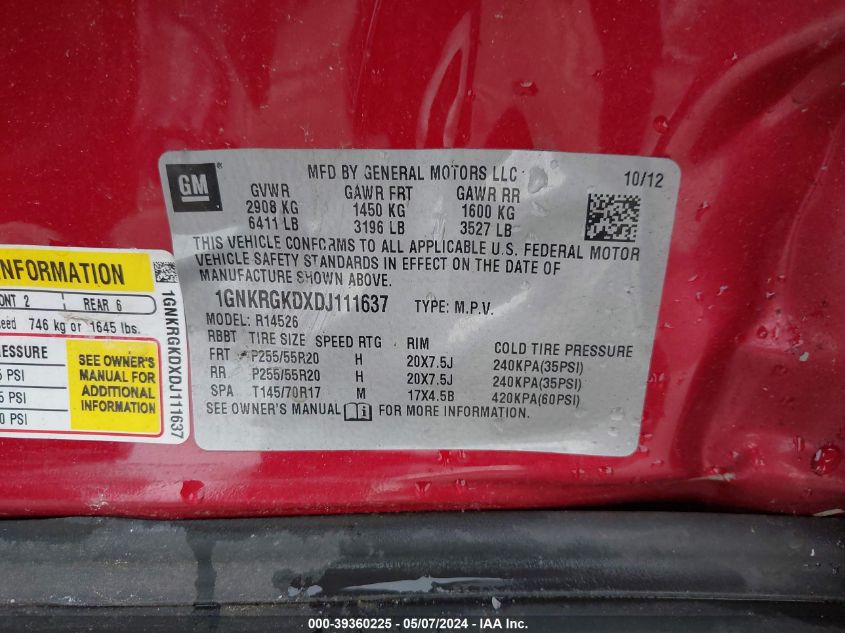 GM
MFD BY GENERAL MOTORS LLC
10/12
GVWR GAWR FRT GAWR RR
2908 KG 1450 KG 1600 KG
6411 LB 3196 LB 3527 LB
THIS VEHICLE CONFORMS TO ALL APPLICABLE U.S. FEDERAL MOTOR
VEHICLE SAFETY STANDARDS IN EFFECT ON THE DATE OF
MANUFACTURE SHOWN ABOVE.
1GNKRGKDXDJ111637 TYPE: M.P.V.
MODEL: R14526
RBBT TIRE SIZE SPEED RTG RIM COLD TIRE PRESSURE
FRT P255/55R20 H 20X7.5J 240KPA(35PSI)
RR P255/55R20 H 20X7.5J 240KPA(35PSI)
SPA T145/70R17 M 17X4.5B 420KPA(60PSI)
SEE OWNER'S MANUAL FOR MORE INFORMATION.
INFORMATION
2 REAR 6
746 kg or 1645 lbs.
PRESSURE
PSI
PSI
PSI
SEE OWNER'S
MANUAL FOR
ADDITIONAL
INFORMATION
1GNKRGKDXDJ111637
000-39360225 - 05/07/2024 - IAA Inc.